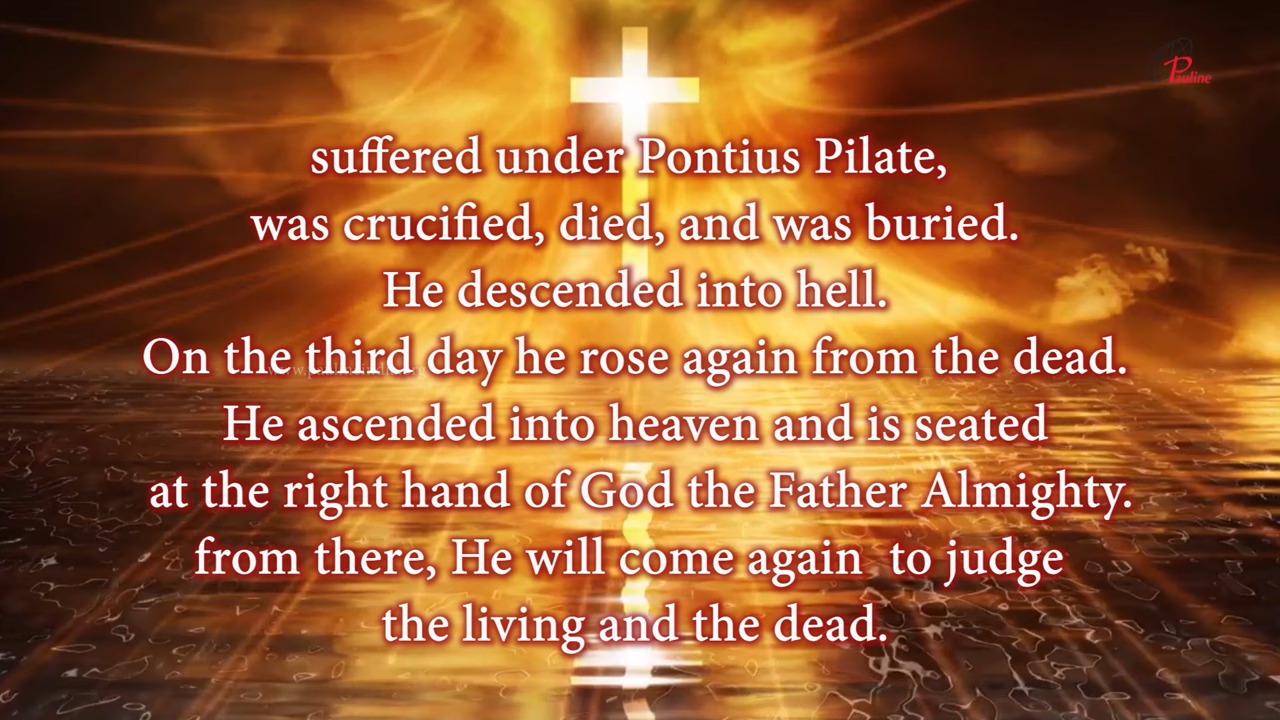 Pauline
suffered under Pontius Pilate,
was crucified, died, and was buried.
He descended into hell.
On the third day he rose again from the dead.
He ascended into heaven and is seated
at the right hand of God the Father Almighty.
from there, He will come again  to judge
the living and the dead.